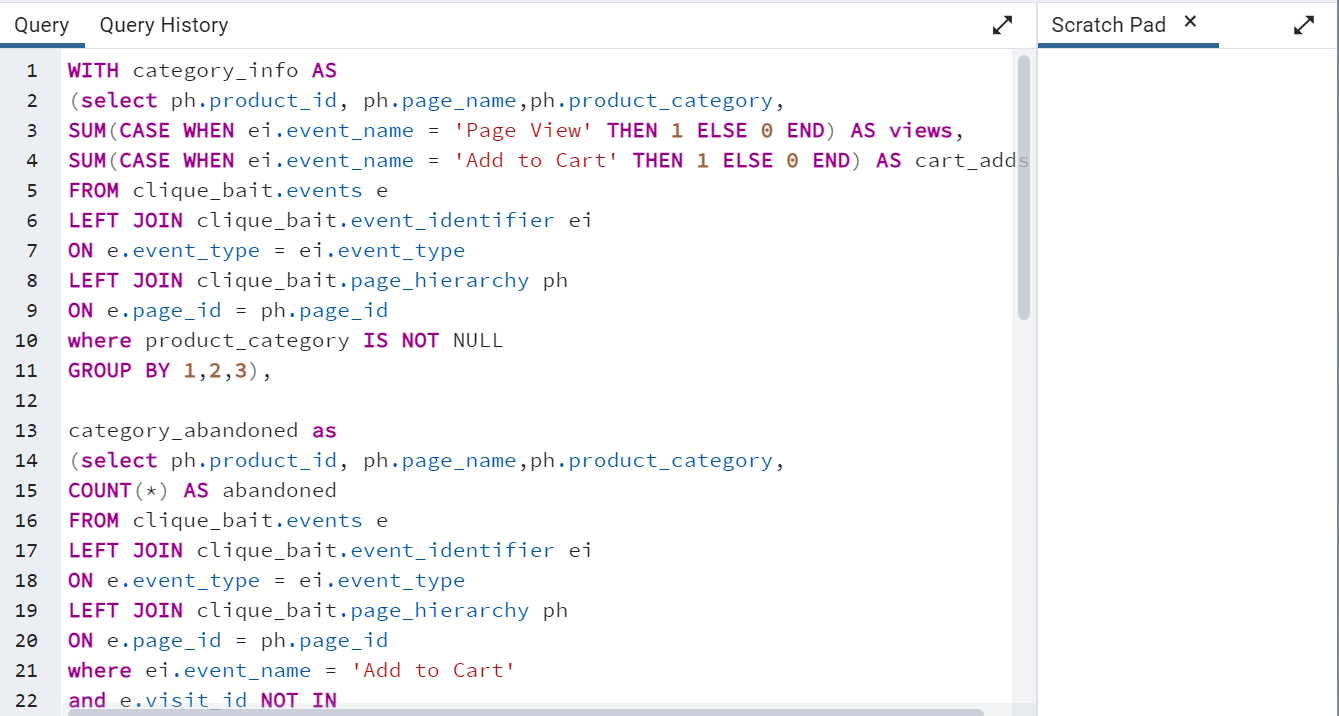 Query Query History Scratch Pad ×
1 WITH category_info AS
2 (select ph.product_id, ph.page_name,ph.product_category,
3 SUM(CASE WHEN ei.event_name = 'Page View' THEN 1 ELSE 0 END) AS views,
4 SUM(CASE WHEN ei.event_name = 'Add to Cart' THEN 1 ELSE 0 END) AS cart_adds
5 FROM clique_bait.events e
6 LEFT JOIN clique_bait.event_identifier ei
7 ON e.event_type = ei.event_type
8 LEFT JOIN clique_bait.page_hierarchy ph
9 ON e.page_id = ph.page_id
10 where product_category IS NOT NULL
11 GROUP BY 1,2,3),
12
13 category_abandoned as
14 (select ph.product_id, ph.page_name,ph.product_category,
15 COUNT(*) AS abandoned
16 FROM clique_bait.events e
17 LEFT JOIN clique_bait.event_identifier ei
18 ON e.event_type = ei.event_type
19 LEFT JOIN clique_bait.page_hierarchy ph
20 ON e.page_id = ph.page_id
21 where ei.event_name = 'Add to Cart'
22 and e.visit_id NOT IN